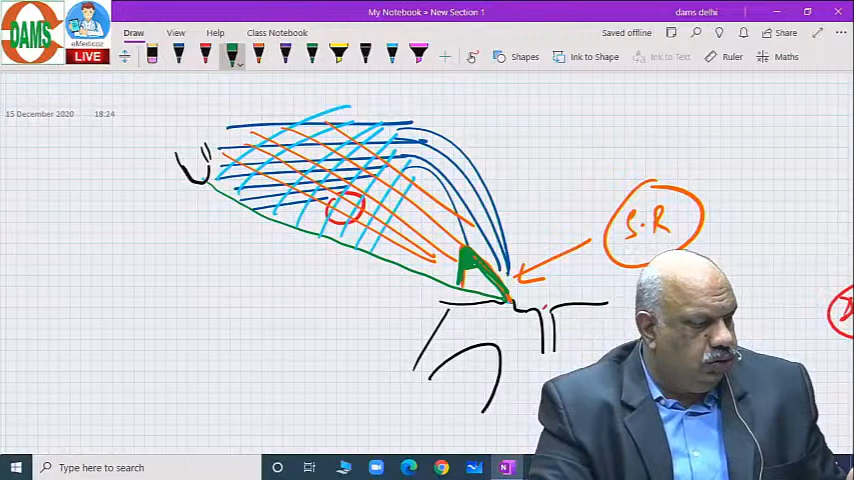 My Notebook » New Section 1
dams delhi
DAMS
eMedicoz
LIVE
Draw
View
Help
Class Notebook
Saved offline
Share
Shapes
Ink to Shape
Ink to Text
Ruler
Maths
15 December 2020
18:24
S.R
Type here to search